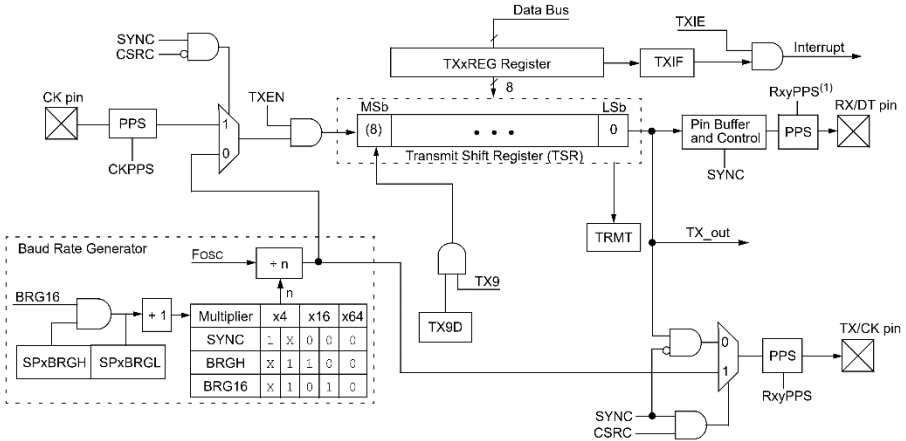 Data Bus
TXIE
SYNC
CSRC
TXxREG Register
TXIF
Interrupt
8
CK pin
TXEN
MSb
LSb
RxyPPS(1)
RX/DT pin
PPS
1
(8)
• • •
0
Pin Buffer
and Control
PPS
0
Transmit Shift Register (TSR)
CKPPS
SYNC
TRMT
TX_out
Baud Rate Generator
Fosc
÷ n
n
TX9
BRG16
+ 1
Multiplier x4 x16 x64
TX9D
SYNC 1 X 0 0 0
TX/CK pin
SPxBRGH SPxBRGL
BRGH X 1 1 0 0
0
PPS
1
BRG16 X 1 0 1 0
RxyPPS
SYNC
CSRC